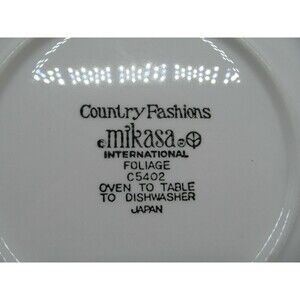 Country Fashions
mikasa ®
INTERNATIONAL
FOLIAGE
C5402
OVEN TO TABLE
TO DISHWASHER
JAPAN